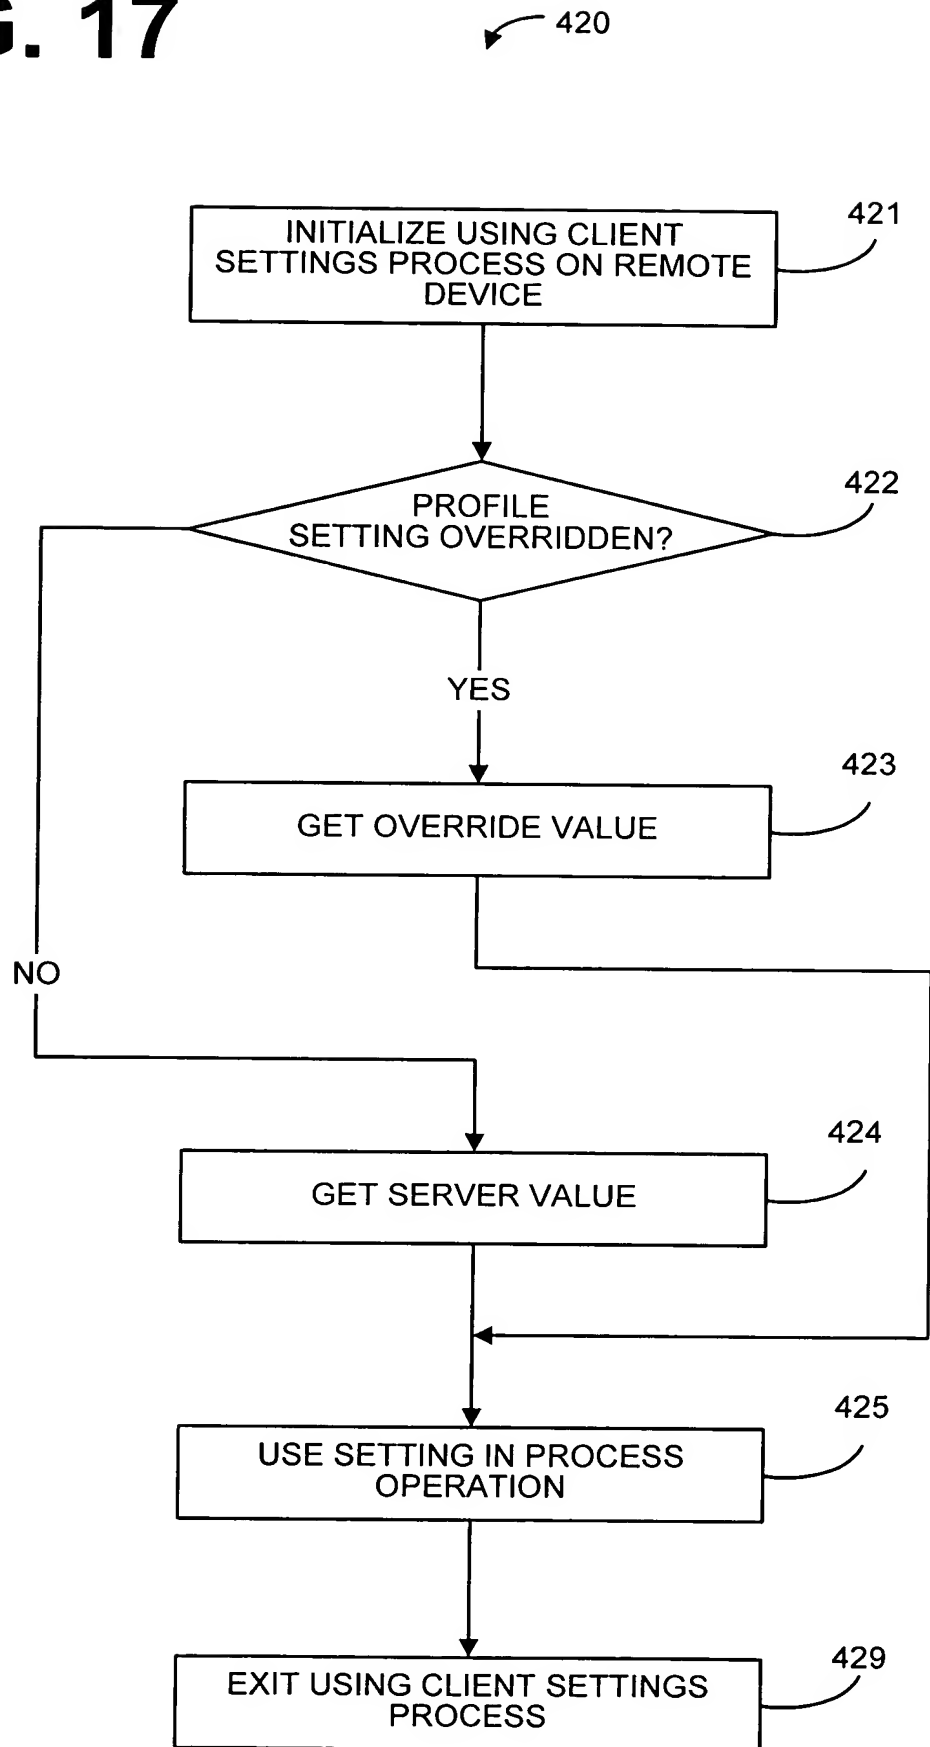 G. 17
420
INITIALIZE USING CLIENT
SETTINGS PROCESS ON REMOTE
DEVICE
421
PROFILE
SETTING OVERRIDDEN?
422
YES
GET OVERRIDE VALUE
423
NO
GET SERVER VALUE
424
USE SETTING IN PROCESS
OPERATION
425
EXIT USING CLIENT SETTINGS
PROCESS
429